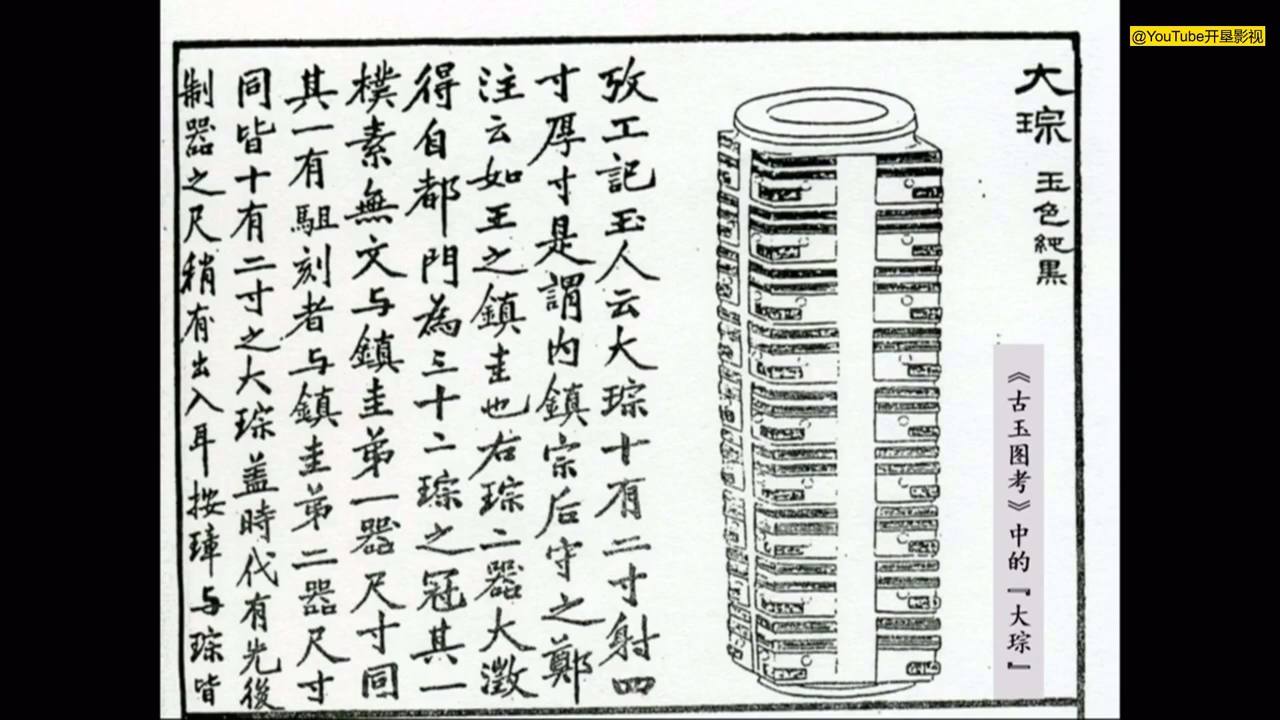 @YouTube开垦影视
大琮
玉色純黒
《古玉图考》中的『大琮』
攷工記玉人云大琮十有二寸射四
寸厚寸是謂内鎮宗后守之鄭
注云如王之鎮圭也右琮二器大澂
得自都門為三十二琮之冠其一
樸素無文与鎮圭苐一器尺寸同
其一有駔刻者与鎮圭苐二器尺寸
同皆十有二寸之大琮盖時代有先後
制器之尺稍有出入耳按璋与琮皆